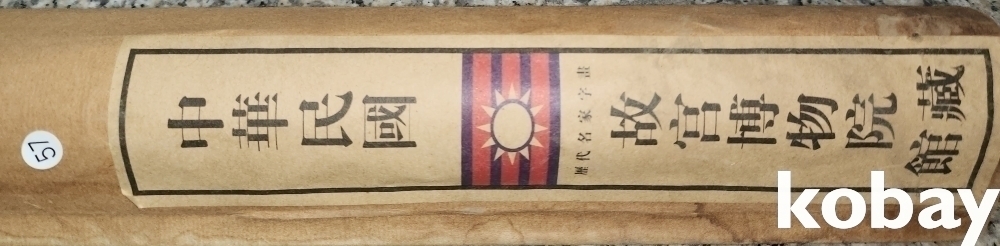 中華民國
歷代名家字畫
故宮博物院
館藏
57
kobay